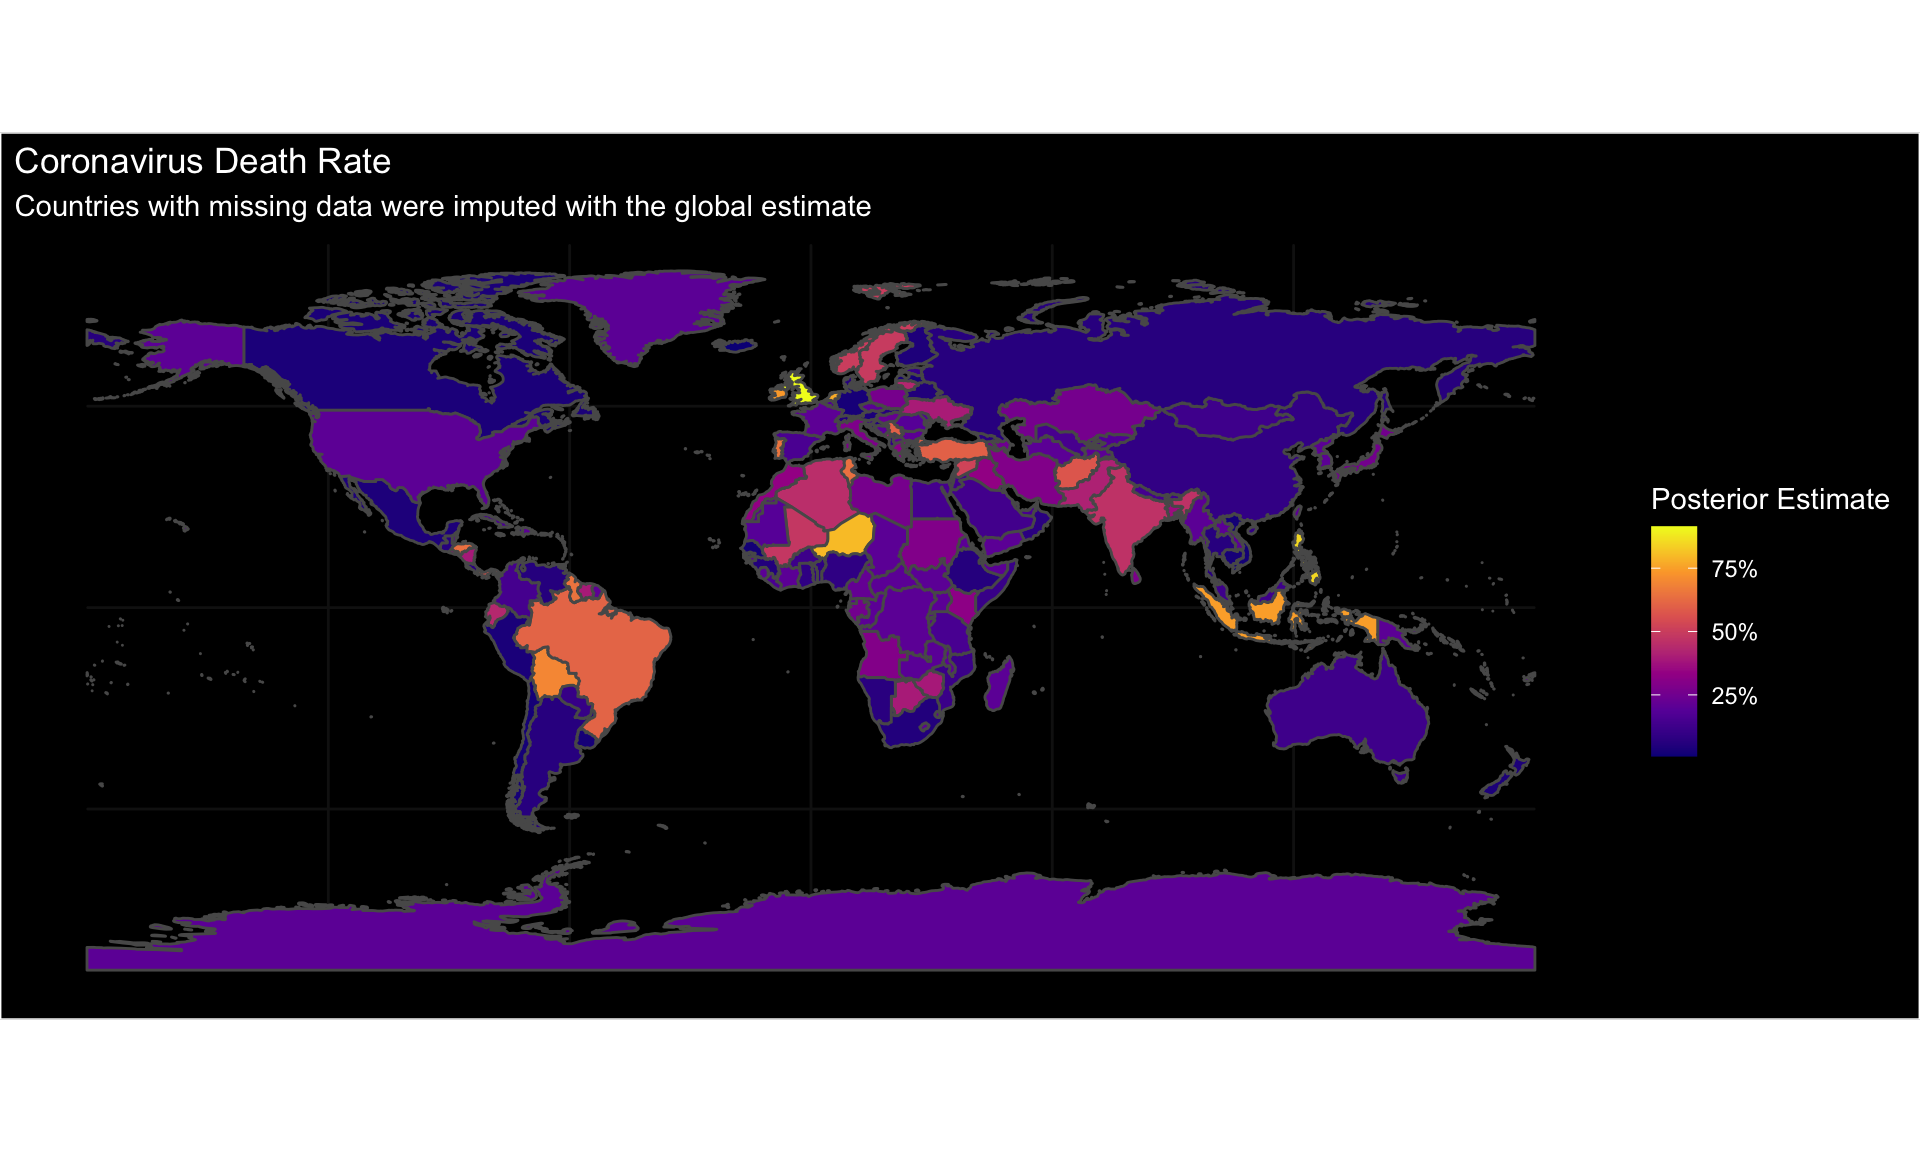 Coronavirus Death Rate
Countries with missing data were imputed with the global estimate
Posterior Estimate
75%
50%
25%